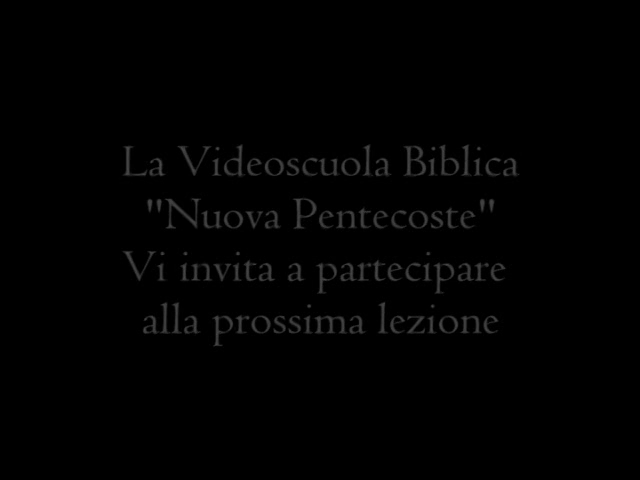 La Videoscuola Biblica
"Nuova Pentecoste"
Vi invita a partecipare
alla prossima lezione